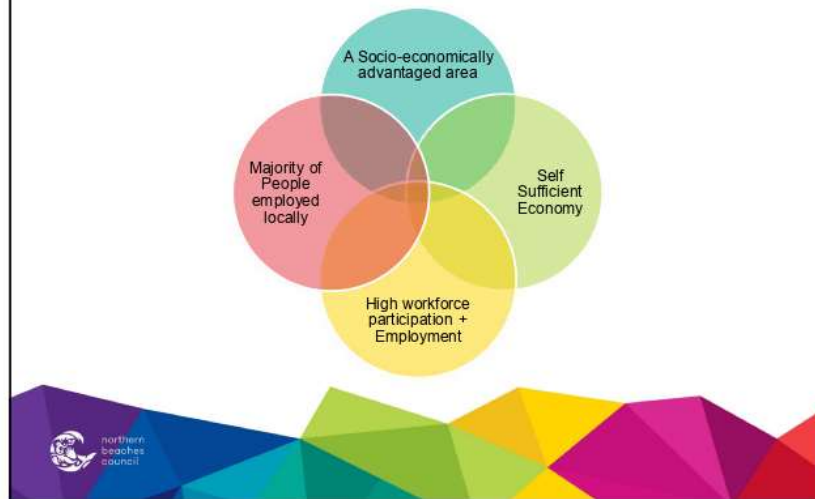 A Socio-economically
advantaged area
Majority of
People
employed
locally
Self
Sufficient
Economy
High workforce
participation +
Employment
northern
beaches
council